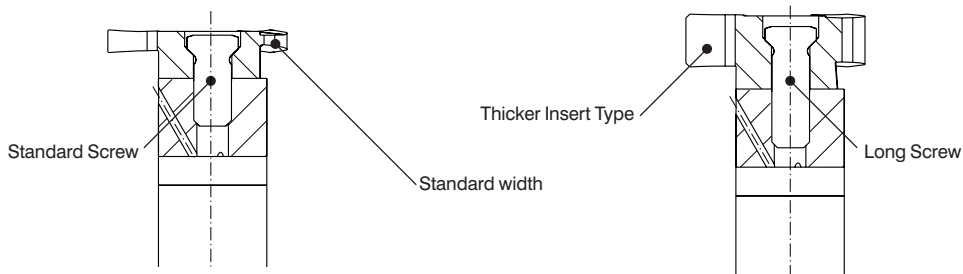 Thicker Insert Type
Standard Screw
Long Screw
Standard width